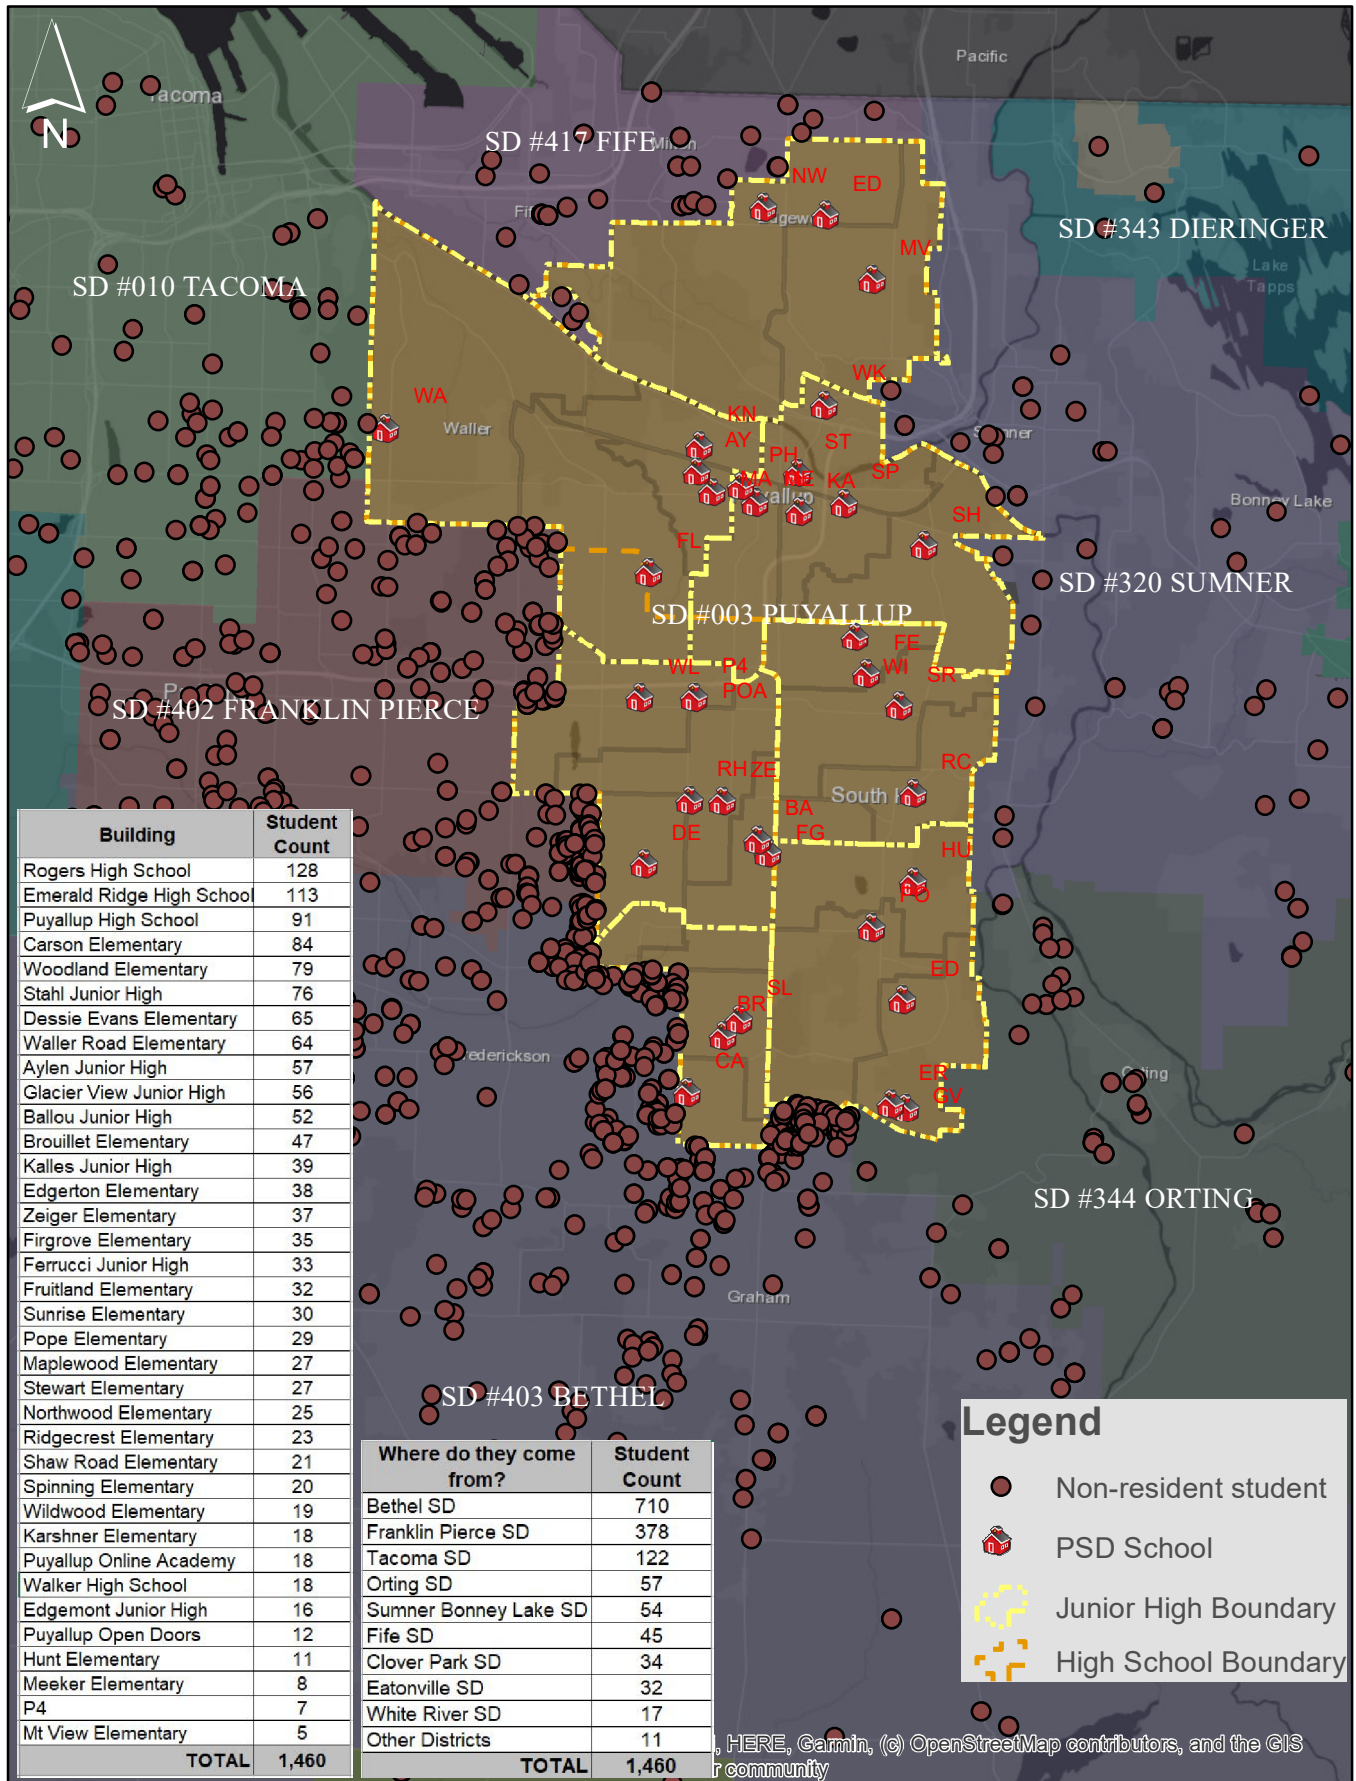 Pacific
Tacoma
N
SD #417 FIFE
NW
ED
SD #343 DIERINGER
MV
Lake
Tapps
SD #010 TACOMA
WK
WA
Waller
KN
AY
ST
PH
SP
MA
KA
SH
Bonney Lake
FL
SD #320 SUMNER
SD #003 PUYALLUP
FE
WL
P4
WI
SR
POA
SD #402 FRANKLIN PIERCE
RH
ZE
RC
South
BA
DE
FG
HU
PO
ED
SL
BR
CA
ER
GV
SD #344 ORTING
Graham
SD #403 BETHEL
Building Student Count
Rogers High School 128
Emerald Ridge High School 113
Puyallup High School 91
Carson Elementary 84
Woodland Elementary 79
Stahl Junior High 76
Dessie Evans Elementary 65
Waller Road Elementary 64
Aylen Junior High 57
Glacier View Junior High 56
Ballou Junior High 52
Brouillet Elementary 47
Kalles Junior High 39
Edgerton Elementary 38
Zeiger Elementary 37
Firgrove Elementary 35
Ferrucci Junior High 33
Fruitland Elementary 32
Sunrise Elementary 30
Pope Elementary 29
Maplewood Elementary 27
Stewart Elementary 27
Northwood Elementary 25
Ridgecrest Elementary 23
Shaw Road Elementary 21
Spinning Elementary 20
Wildwood Elementary 19
Karshner Elementary 18
Puyallup Online Academy 18
Walker High School 18
Edgemont Junior High 16
Puyallup Open Doors 12
Hunt Elementary 11
Meeker Elementary 8
P4 7
Mt View Elementary 5
TOTAL 1,460
Where do they come from? Student Count
Bethel SD 710
Franklin Pierce SD 378
Tacoma SD 122
Orting SD 57
Sumner Bonney Lake SD 54
Fife SD 45
Clover Park SD 34
Eatonville SD 32
White River SD 17
Other Districts 11
TOTAL 1,460
Legend
Non-resident student
PSD School
Junior High Boundary
High School Boundary
, HERE, Garmin, (c) OpenStreetMap contributors, and the GIS
community